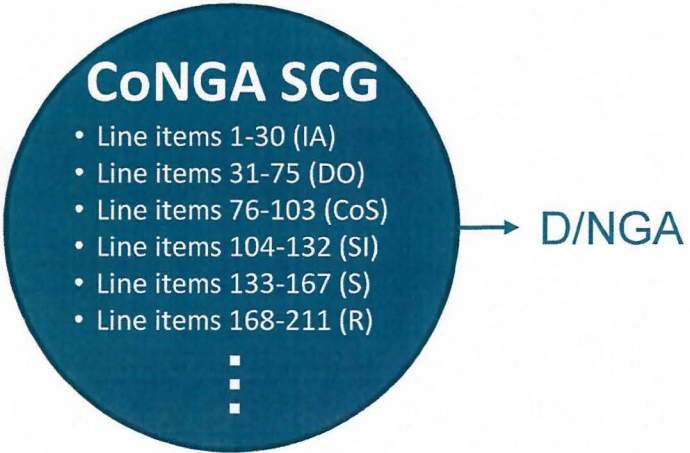 CoNGA SCG
• Line items 1-30 (IA)
• Line items 31-75 (DO)
• Line items 76-103 (CoS)
• Line items 104-132 (SI)
• Line items 133-167 (S)
• Line items 168-211 (R)
D/NGA